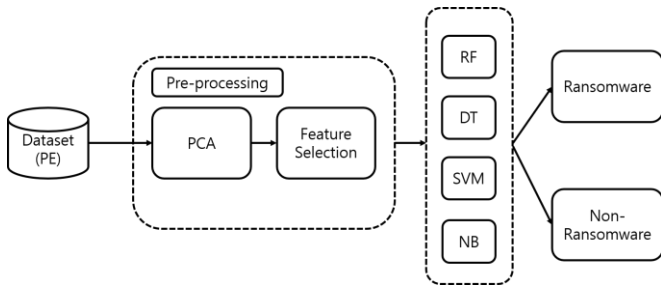 Dataset
(PE)
Pre-processing
PCA
Feature
Selection
RF
DT
SVM
NB
Ransomware
Non-
Ransomware